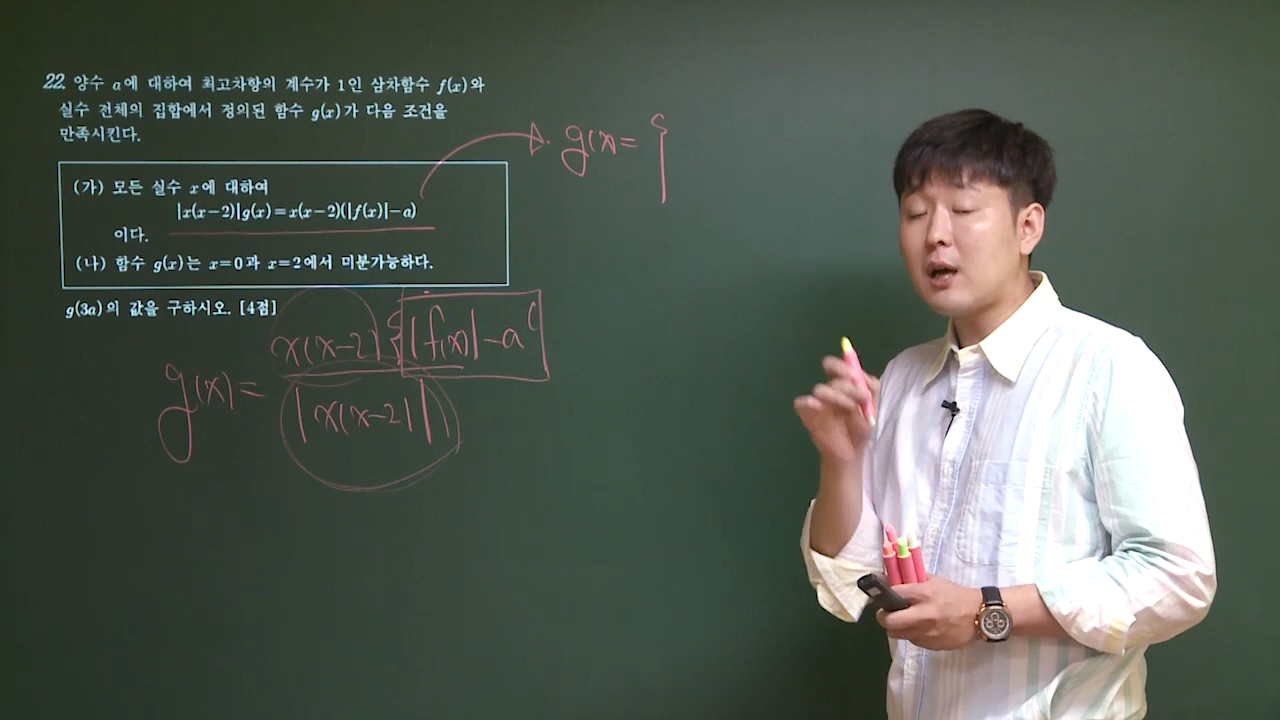 22. 양수 a에 대하여 최고차항의 계수가 1인 삼차함수 f(x)와
실수 전체의 집합에서 정의된 함수 g(x)가 다음 조건을
만족시킨다.
(가) 모든 실수 x에 대하여
|x(x-2)|g(x)=x(x-2)(|f(x)|-a)
이다.
(나) 함수 g(x)는 x=0과 x=2에서 미분가능하다.
g(3a)의 값을 구하시오. [4점]
g(x)= {
x(x-2) {|f(x)|-a}
g(x)=
|x(x-2)|